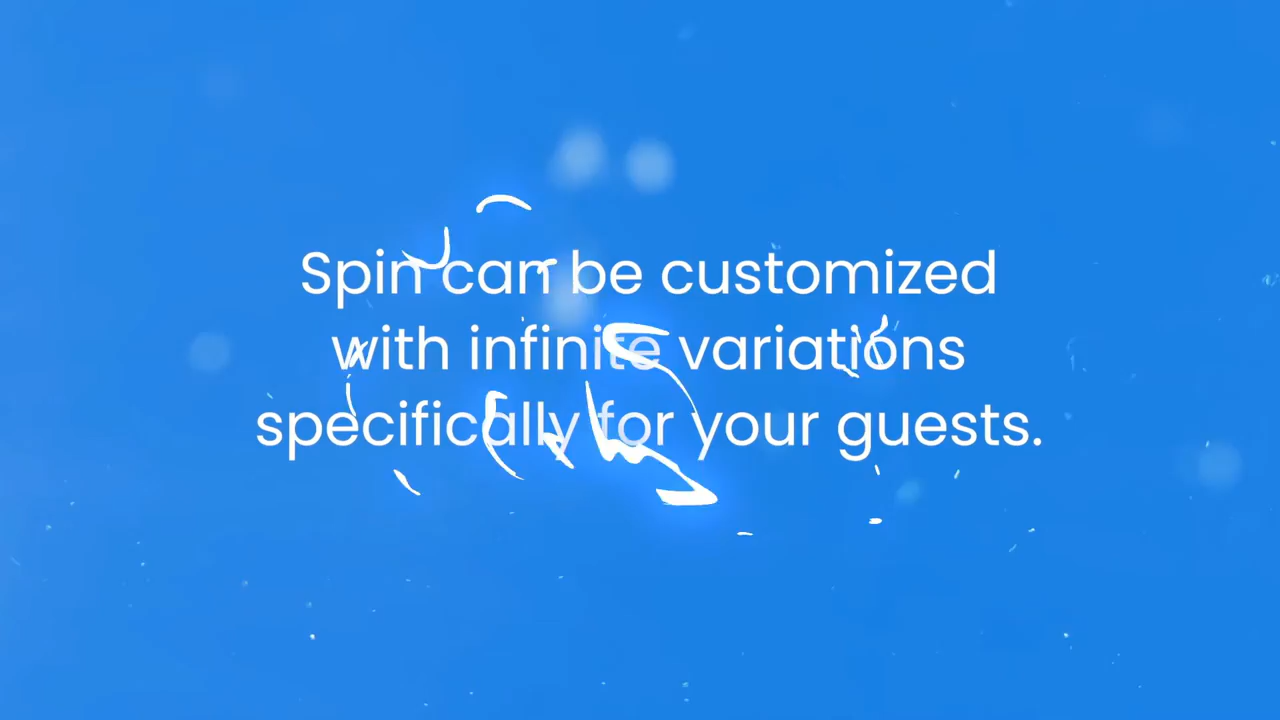 Spin can be customized
with infinite variations
specifically for your guests.